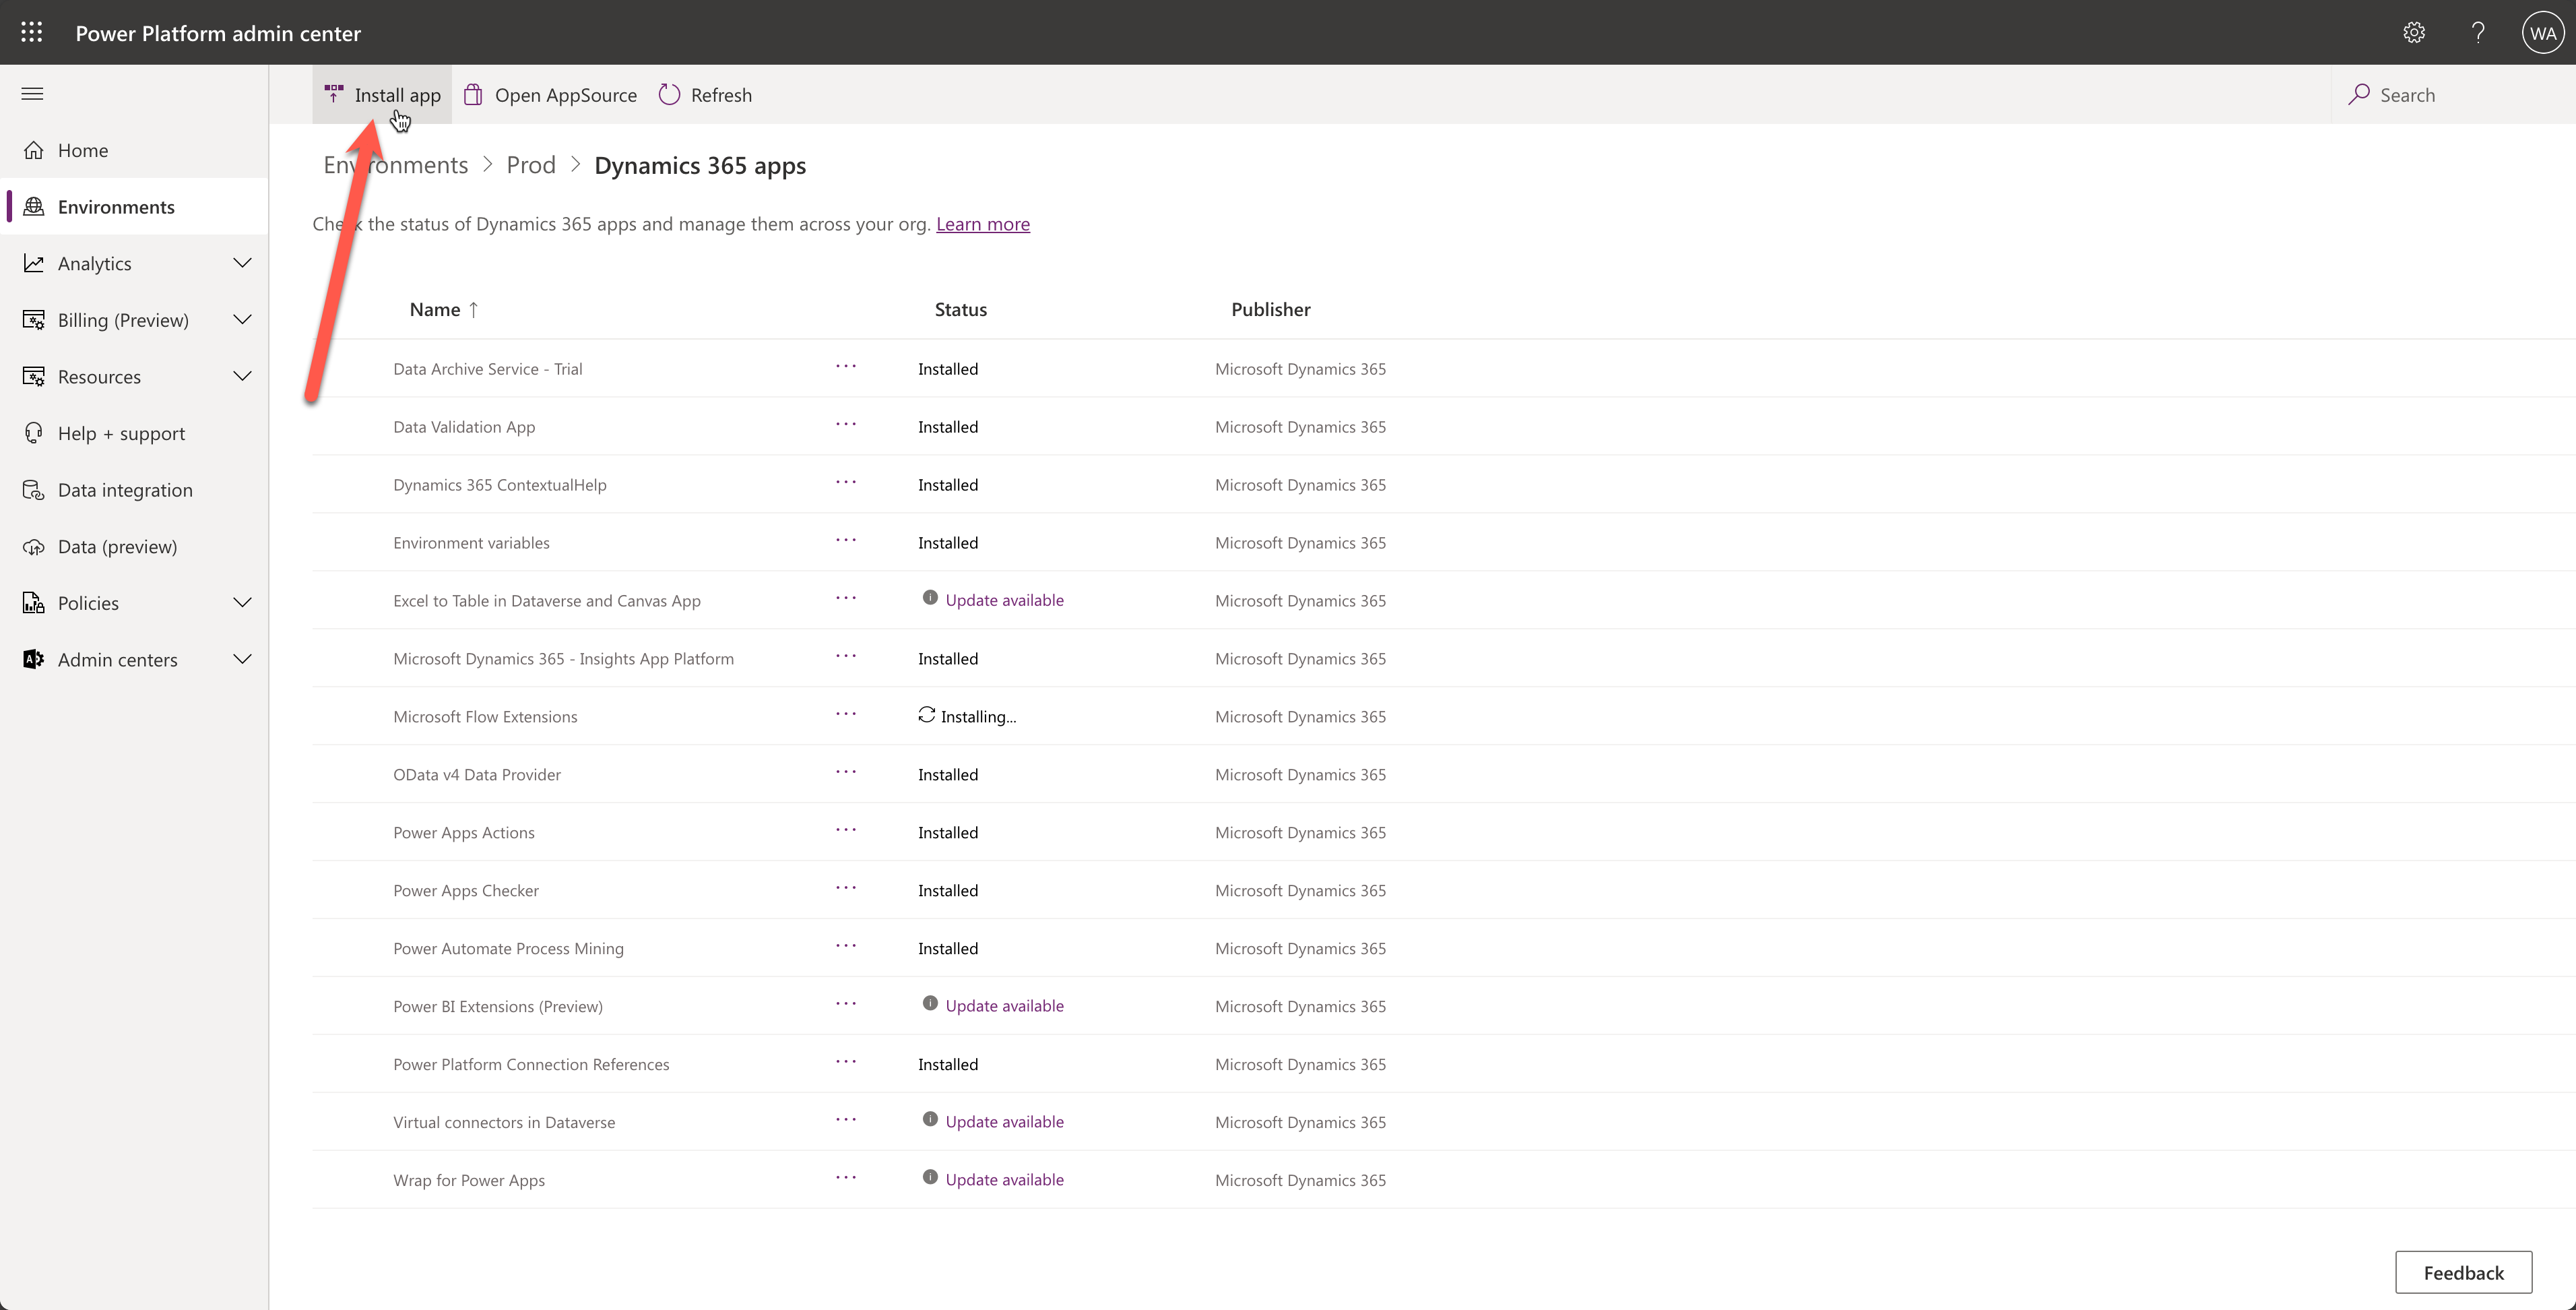 Power Platform admin center
WA
Install app
Open AppSource
Refresh
Search
Home
Environments
Analytics
Billing (Preview)
Resources
Help + support
Data integration
Data (preview)
Policies
Admin centers
Environments > Prod > Dynamics 365 apps
Check the status of Dynamics 365 apps and manage them across your org. Learn more
Name ↑ Status Publisher
Data Archive Service - Trial ... Installed Microsoft Dynamics 365
Data Validation App ... Installed Microsoft Dynamics 365
Dynamics 365 ContextualHelp ... Installed Microsoft Dynamics 365
Environment variables ... Installed Microsoft Dynamics 365
Excel to Table in Dataverse and Canvas App ... Update available Microsoft Dynamics 365
Microsoft Dynamics 365 - Insights App Platform ... Installed Microsoft Dynamics 365
Microsoft Flow Extensions ... Installing... Microsoft Dynamics 365
OData v4 Data Provider ... Installed Microsoft Dynamics 365
Power Apps Actions ... Installed Microsoft Dynamics 365
Power Apps Checker ... Installed Microsoft Dynamics 365
Power Automate Process Mining ... Installed Microsoft Dynamics 365
Power BI Extensions (Preview) ... Update available Microsoft Dynamics 365
Power Platform Connection References ... Installed Microsoft Dynamics 365
Virtual connectors in Dataverse ... Update available Microsoft Dynamics 365
Wrap for Power Apps ... Update available Microsoft Dynamics 365
Feedback